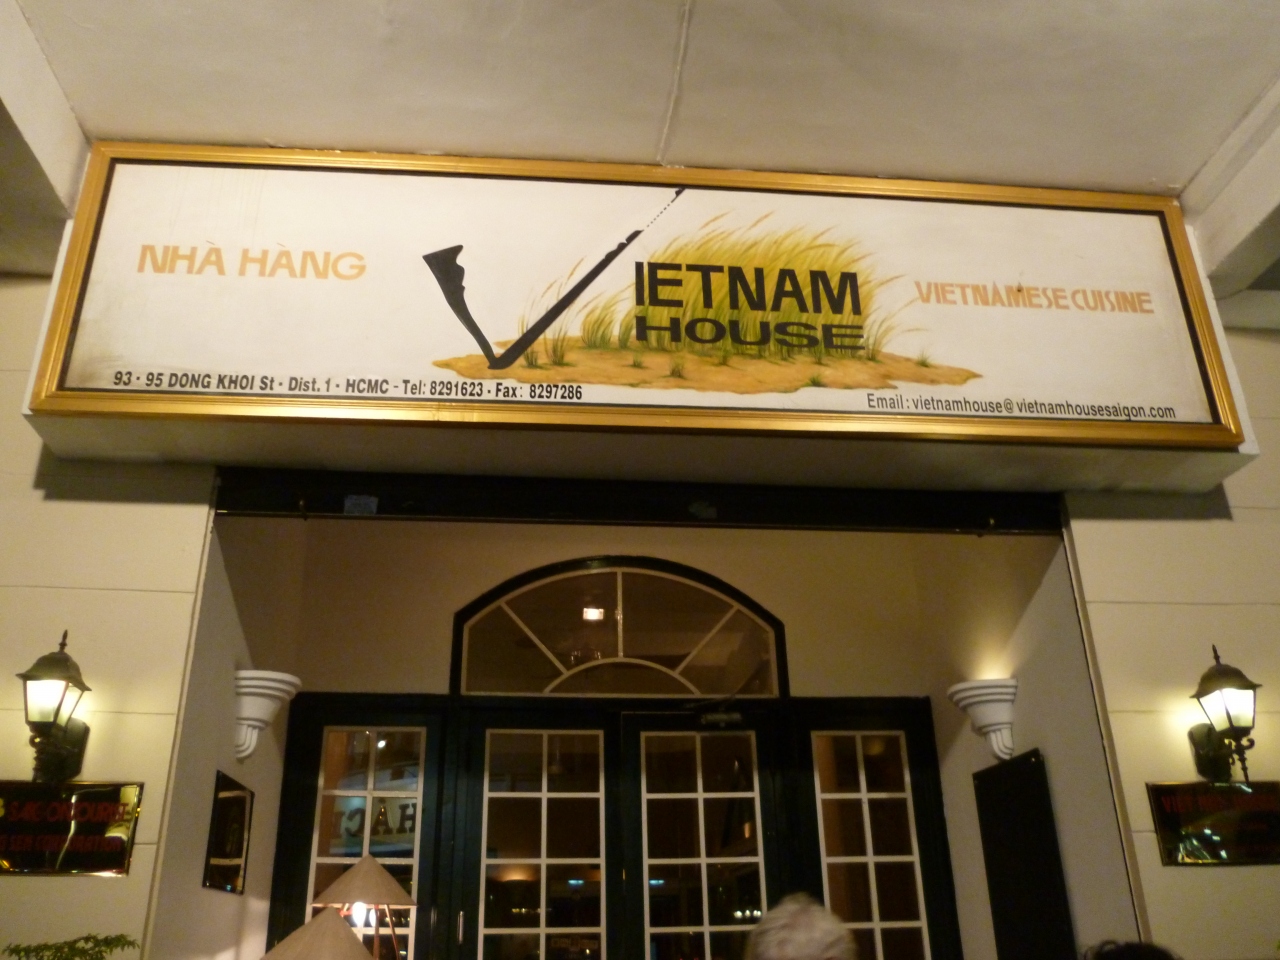 NHÀ HÀNG
VIETNAM
HOUSE
VIETNAMESE CUISINE
93 · 95 DONG KHOI St · Dist. 1 · HCMC - Tel: 8291623 · Fax: 8297286
Email: vietnamhouse@vietnamhousesaigon.com